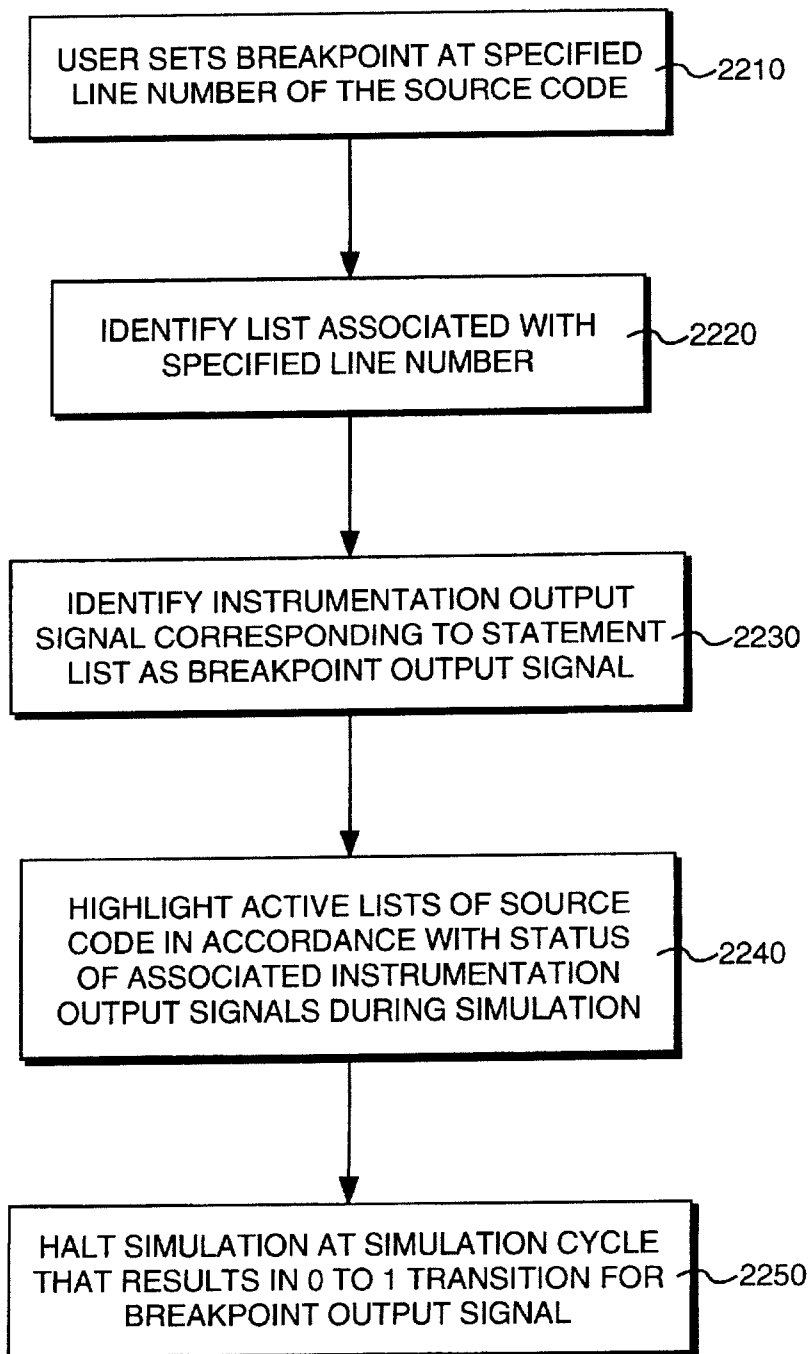 USER SETS BREAKPOINT AT SPECIFIED
LINE NUMBER OF THE SOURCE CODE
2210
IDENTIFY LIST ASSOCIATED WITH
SPECIFIED LINE NUMBER
2220
IDENTIFY INSTRUMENTATION OUTPUT
SIGNAL CORRESPONDING TO STATEMENT
LIST AS BREAKPOINT OUTPUT SIGNAL
2230
HIGHLIGHT ACTIVE LISTS OF SOURCE
CODE IN ACCORDANCE WITH STATUS
OF ASSOCIATED INSTRUMENTATION
OUTPUT SIGNALS DURING SIMULATION
2240
HALT SIMULATION AT SIMULATION CYCLE
THAT RESULTS IN 0 TO 1 TRANSITION FOR
BREAKPOINT OUTPUT SIGNAL
2250